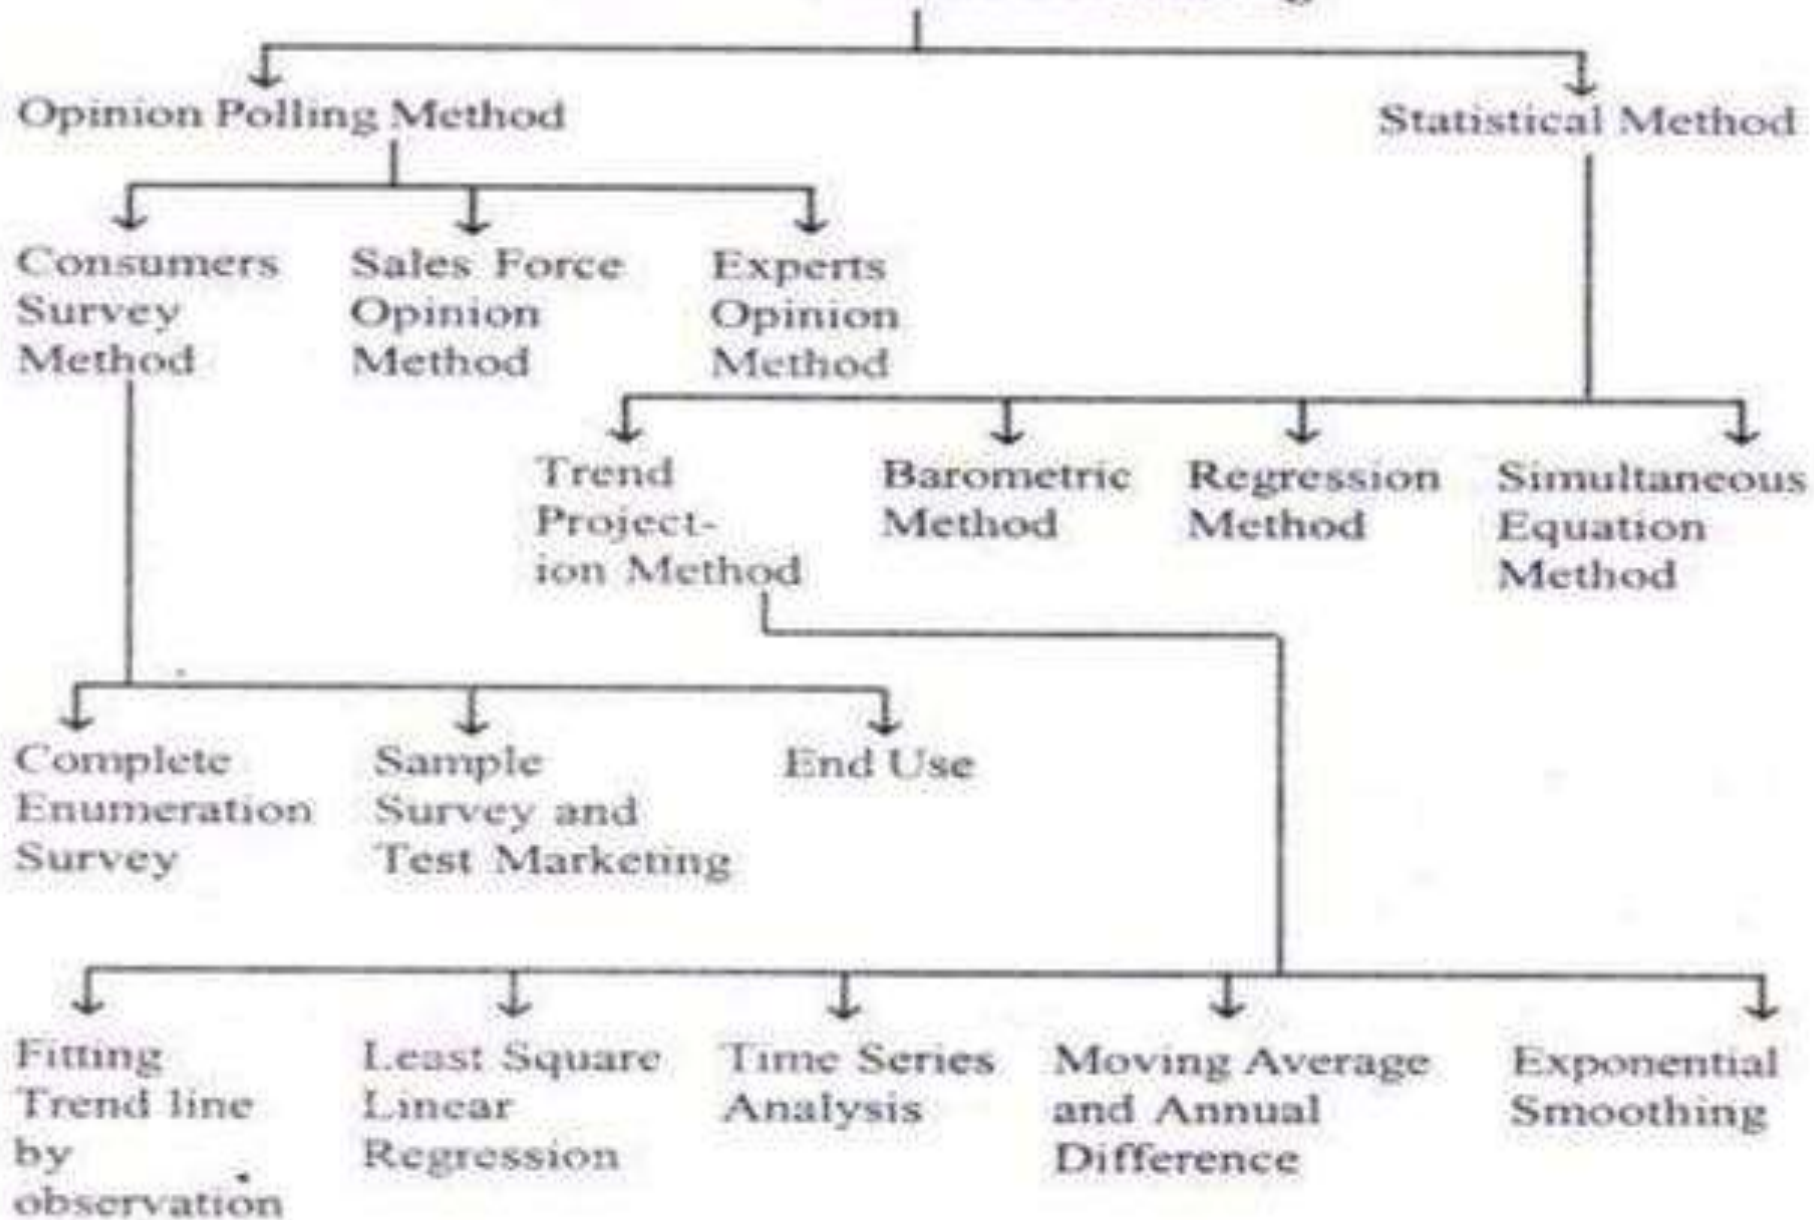 Opinion Polling Method
Statistical Method
Consumers
Survey
Method
Sales Force
Opinion
Method
Experts
Opinion
Method
Trend
Project-
ion Method
Barometric
Method
Regression
Method
Simultaneous
Equation
Method
Complete
Enumeration
Survey
Sample
Survey and
Test Marketing
End Use
Fitting
Trend line
by
observation
Least Square
Linear
Regression
Time Series
Analysis
Moving Average
and Annual
Difference
Exponential
Smoothing